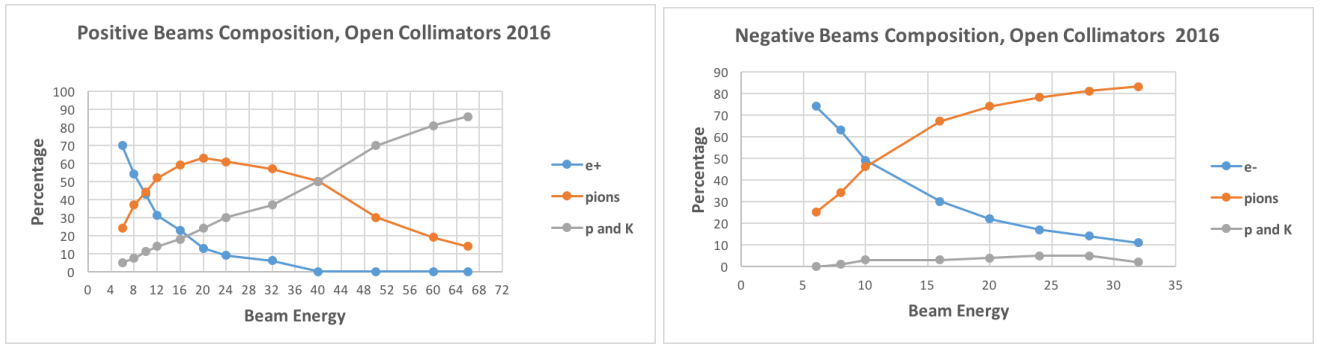 Positive Beams Composition, Open Collimators 2016
Percentage
100
90
80
70
60
50
40
30
20
10
0
0 4 8 12 16 20 24 28 32 36 40 44 48 52 56 60 64 68 72
Beam Energy
e+
pions
p and K
Negative Beams Composition, Open Collimators 2016
Percentage
90
80
70
60
50
40
30
20
10
0
0 5 10 15 20 25 30 35
Beam Energy
e-
pions
p and K